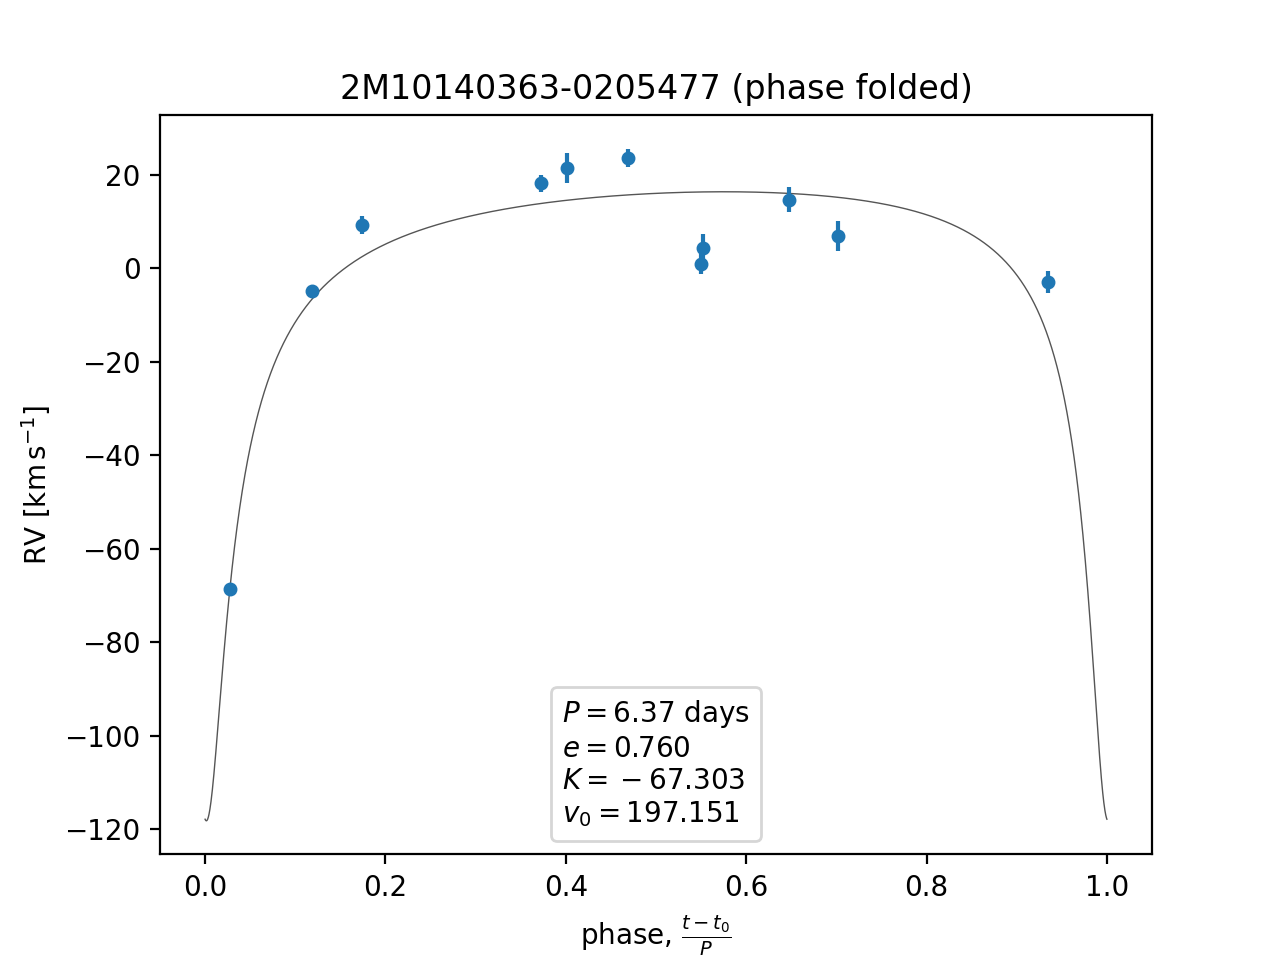 2M10140363-0205477 (phase folded)
20
0
−20
−40
−60
−80
−100
−120
RV [km s⁻¹]
P = 6.37 days
e = 0.760
K = −67.303
v₀ = 197.151
0.0 0.2 0.4 0.6 0.8 1.0
phase, (t − t₀)/P